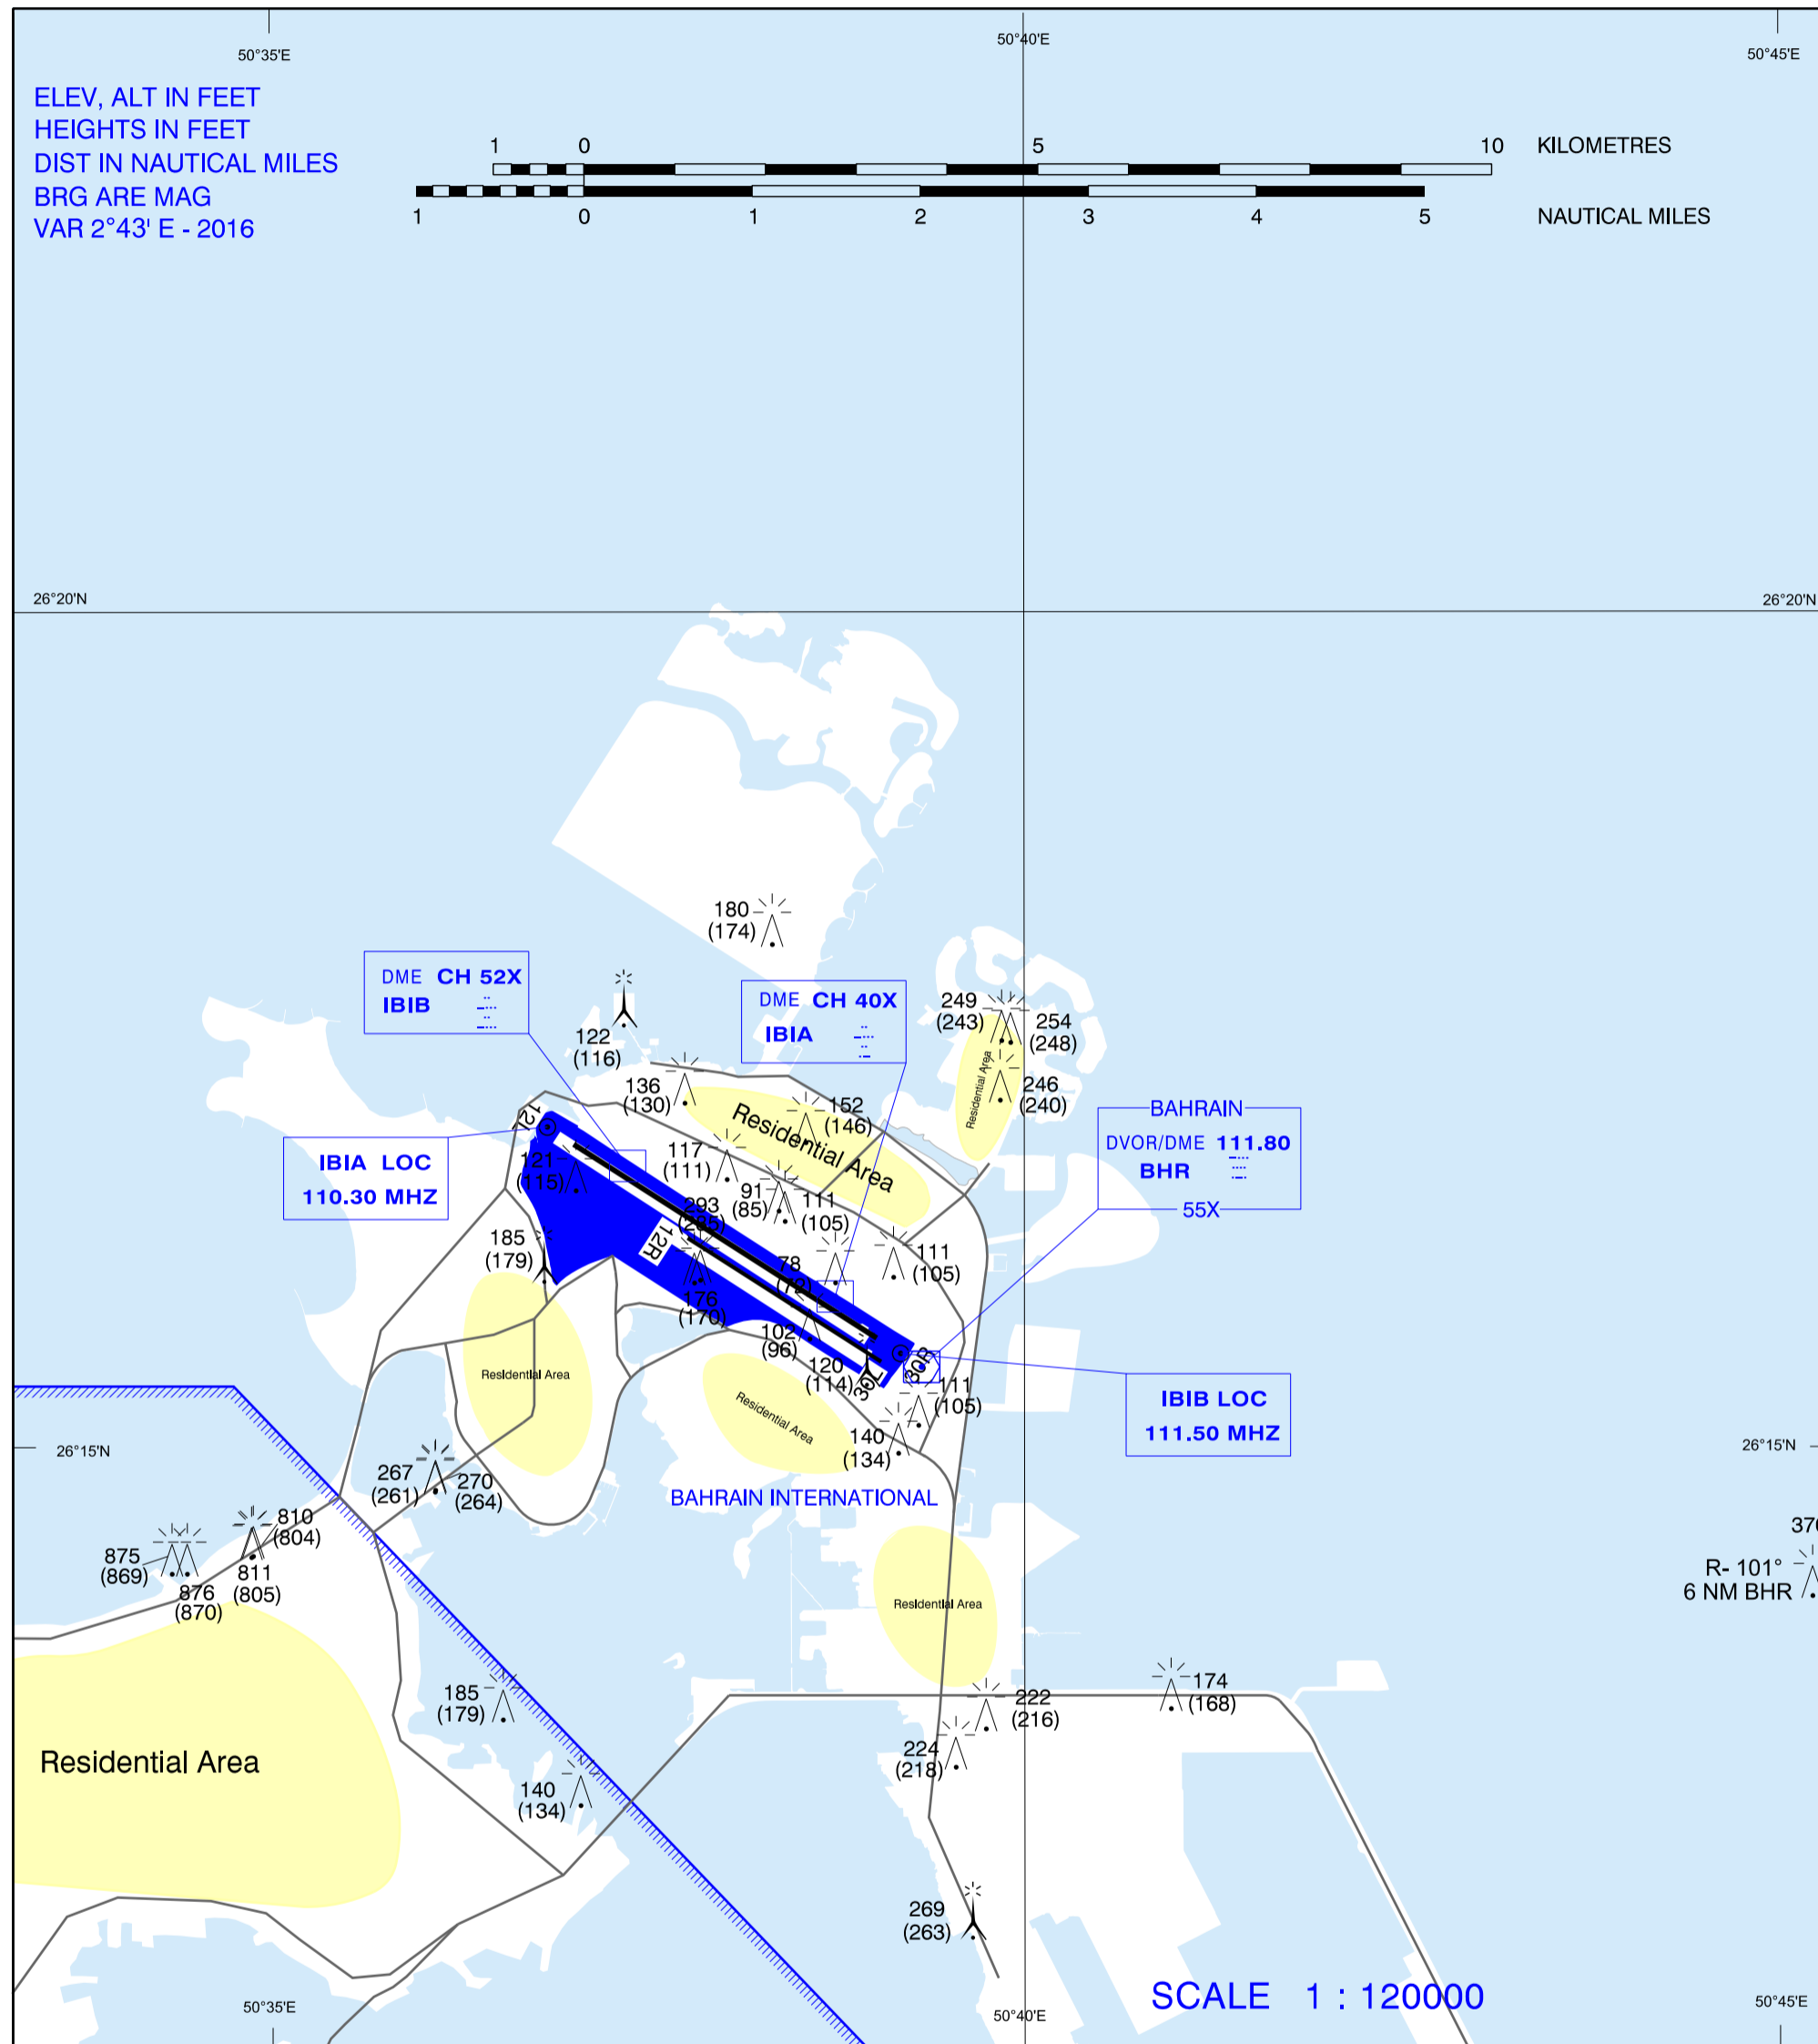 50°35'E
50°40'E
50°45'E
ELEV, ALT IN FEET
HEIGHTS IN FEET
DIST IN NAUTICAL MILES
BRG ARE MAG
VAR 2°43' E - 2016
1 0 5 10 KILOMETRES
1 0 1 2 3 4 5 NAUTICAL MILES
26°20'N
26°20'N
180
(174)
DME CH 52X
IBIB
122
(116)
DME CH 40X
IBIA
249
(243)
254
(248)
Residential Area
246
(240)
136
(130)
152
(146)
Residential Area
BAHRAIN
DVOR/DME 111.80
BHR
55X
12L
IBIA LOC
110.30 MHZ
121
(115)
117
(111)
91
(85)
111
(105)
293
(285)
12R
185
(179)
78
(72)
111
(105)
176
(170)
102
(96)
120
(114)
30L
30R
111
(105)
140
(134)
IBIB LOC
111.50 MHZ
Residential Area
Residential Area
26°15'N
26°15'N
267
(261)
270
(264)
BAHRAIN INTERNATIONAL
810
(804)
875
(869)
811
(805)
876
(870)
370
R- 101°
6 NM BHR
Residential Area
185
(179)
174
(168)
222
(216)
224
(218)
Residential Area
140
(134)
269
(263)
SCALE 1 : 120000
50°35'E
50°40'E
50°45'E